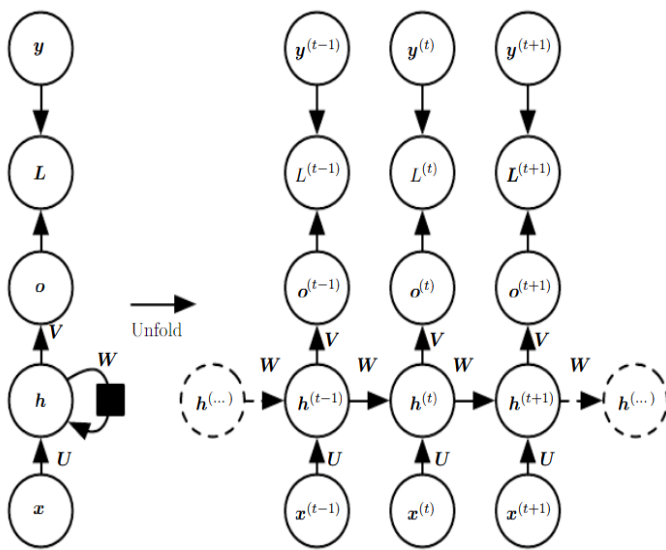 y y^(t−1) y^(t) y^(t+1)
L L^(t−1) L^(t) L^(t+1)
o o^(t−1) o^(t) o^(t+1)
Unfold
V V V V
W W W W W
h h^(...) h^(t−1) h^(t) h^(t+1) h^(...)
U U U U
x x^(t−1) x^(t) x^(t+1)